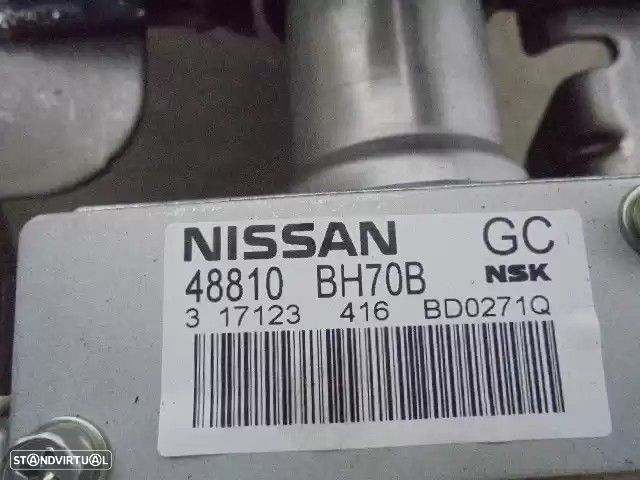 NISSAN GC
48810 BH70B NSK
3 17123 416 BD0271Q
STANDVIRTUAL